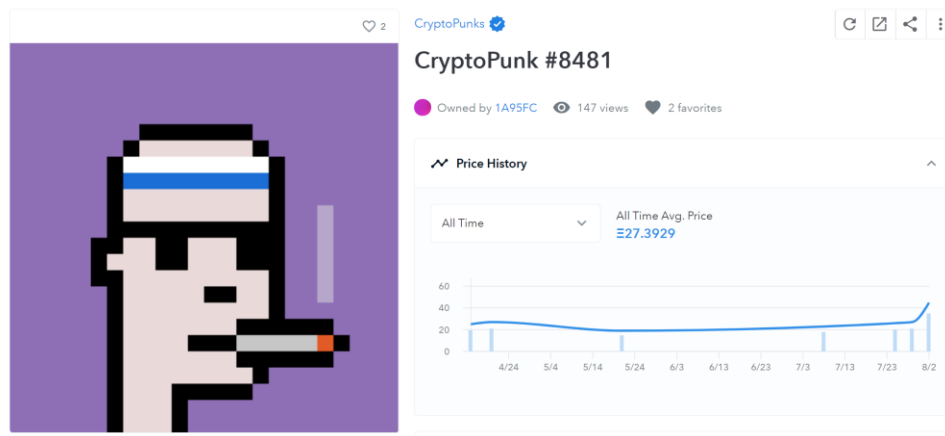 2
CryptoPunks
CryptoPunk #8481
Owned by 1A95FC 147 views 2 favorites
Price History
All Time
All Time Avg. Price
Ξ27.3929
60
40
20
0
4/24 5/4 5/14 5/24 6/3 6/13 6/23 7/3 7/13 7/23 8/2